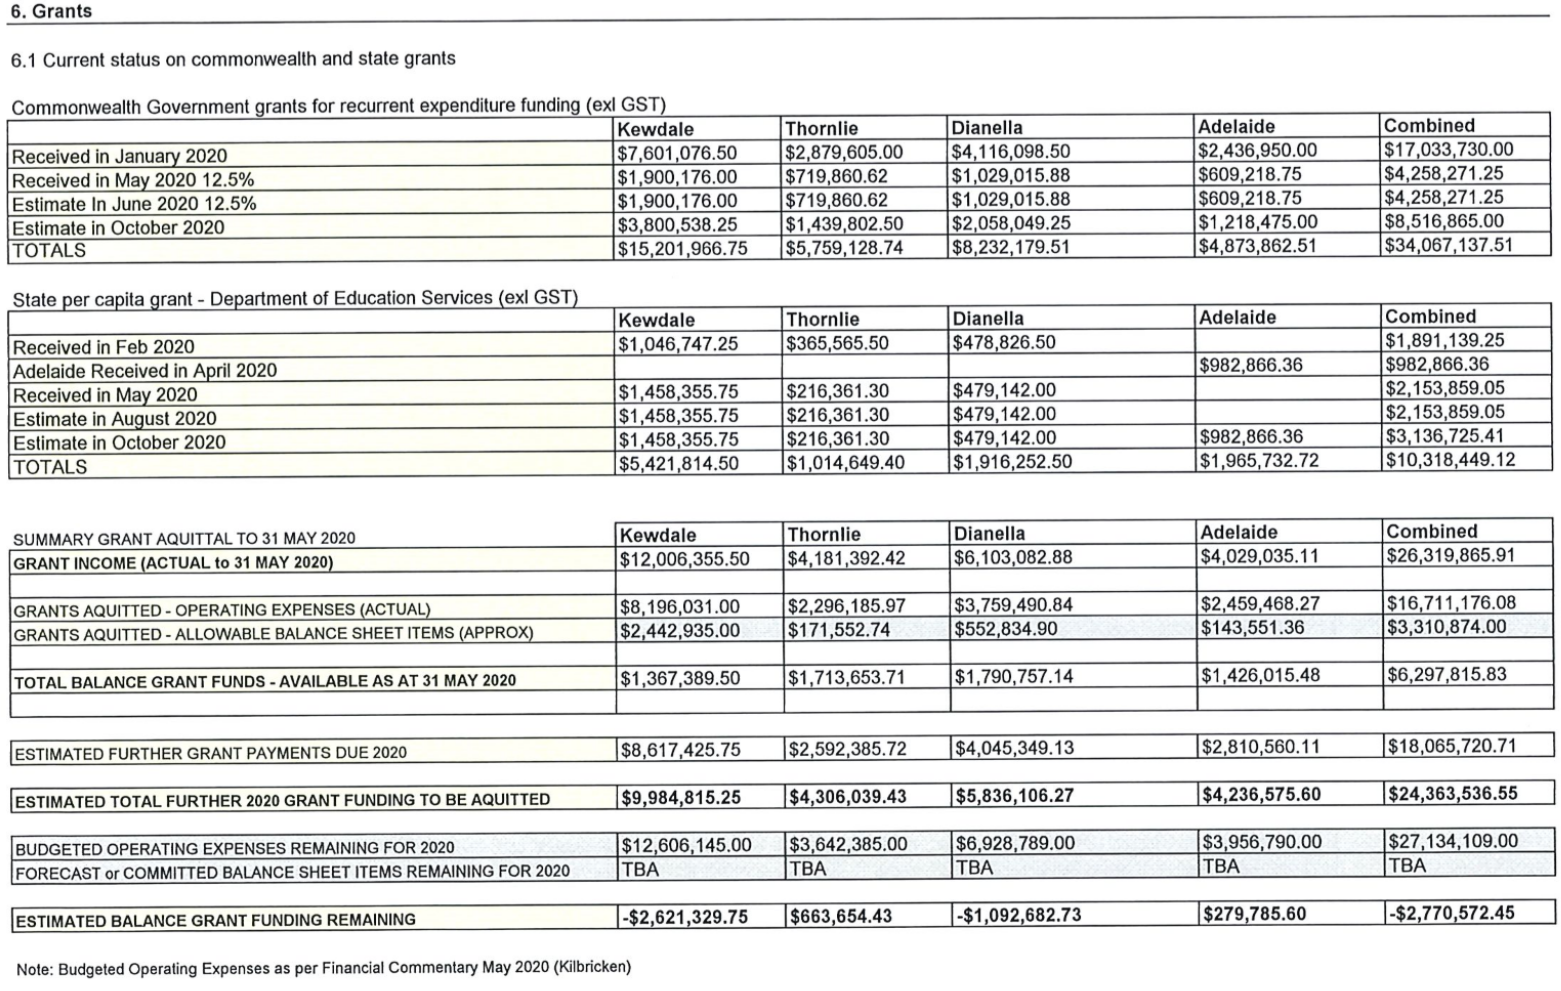 6. Grants
6.1 Current status on commonwealth and state grants
Commonwealth Government grants for recurrent expenditure funding (exl GST)
Kewdale Thornlie Dianella Adelaide Combined
Received in January 2020 $7,601,076.50 $2,879,605.00 $4,116,098.50 $2,436,950.00 $17,033,730.00
Received in May 2020 12.5% $1,900,176.00 $719,860.62 $1,029,015.88 $609,218.75 $4,258,271.25
Estimate In June 2020 12.5% $1,900,176.00 $719,860.62 $1,029,015.88 $609,218.75 $4,258,271.25
Estimate in October 2020 $3,800,538.25 $1,439,802.50 $2,058,049.25 $1,218,475.00 $8,516,865.00
TOTALS $15,201,966.75 $5,759,128.74 $8,232,179.51 $4,873,862.51 $34,067,137.51
State per capita grant - Department of Education Services (exl GST)
Kewdale Thornlie Dianella Adelaide Combined
Received in Feb 2020 $1,046,747.25 $365,565.50 $478,826.50 $1,891,139.25
Adelaide Received in April 2020 $982,866.36 $982,866.36
Received in May 2020 $1,458,355.75 $216,361.30 $479,142.00 $2,153,859.05
Estimate in August 2020 $1,458,355.75 $216,361.30 $479,142.00 $2,153,859.05
Estimate in October 2020 $1,458,355.75 $216,361.30 $479,142.00 $982,866.36 $3,136,725.41
TOTALS $5,421,814.50 $1,014,649.40 $1,916,252.50 $1,965,732.72 $10,318,449.12
SUMMARY GRANT AQUITTAL TO 31 MAY 2020 Kewdale Thornlie Dianella Adelaide Combined
GRANT INCOME (ACTUAL to 31 MAY 2020) $12,006,355.50 $4,181,392.42 $6,103,082.88 $4,029,035.11 $26,319,865.91
GRANTS AQUITTED - OPERATING EXPENSES (ACTUAL) $8,196,031.00 $2,296,185.97 $3,759,490.84 $2,459,468.27 $16,711,176.08
GRANTS AQUITTED - ALLOWABLE BALANCE SHEET ITEMS (APPROX) $2,442,935.00 $171,552.74 $552,834.90 $143,551.36 $3,310,874.00
TOTAL BALANCE GRANT FUNDS - AVAILABLE AS AT 31 MAY 2020 $1,367,389.50 $1,713,653.71 $1,790,757.14 $1,426,015.48 $6,297,815.83
ESTIMATED FURTHER GRANT PAYMENTS DUE 2020 $8,617,425.75 $2,592,385.72 $4,045,349.13 $2,810,560.11 $18,065,720.71
ESTIMATED TOTAL FURTHER 2020 GRANT FUNDING TO BE AQUITTED $9,984,815.25 $4,306,039.43 $5,836,106.27 $4,236,575.60 $24,363,536.55
BUDGETED OPERATING EXPENSES REMAINING FOR 2020 $12,606,145.00 $3,642,385.00 $6,928,789.00 $3,956,790.00 $27,134,109.00
FORECAST or COMMITTED BALANCE SHEET ITEMS REMAINING FOR 2020 TBA TBA TBA TBA TBA
ESTIMATED BALANCE GRANT FUNDING REMAINING -$2,621,329.75 $663,654.43 -$1,092,682.73 $279,785.60 -$2,770,572.45
Note: Budgeted Operating Expenses as per Financial Commentary May 2020 (Kilbricken)